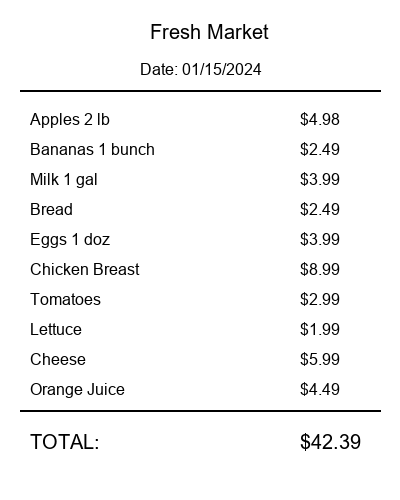 Fresh Market
Date: 01/15/2024
Apples 2 lb $4.98
Bananas 1 bunch $2.49
Milk 1 gal $3.99
Bread $2.49
Eggs 1 doz $3.99
Chicken Breast $8.99
Tomatoes $2.99
Lettuce $1.99
Cheese $5.99
Orange Juice $4.49
TOTAL: $42.39